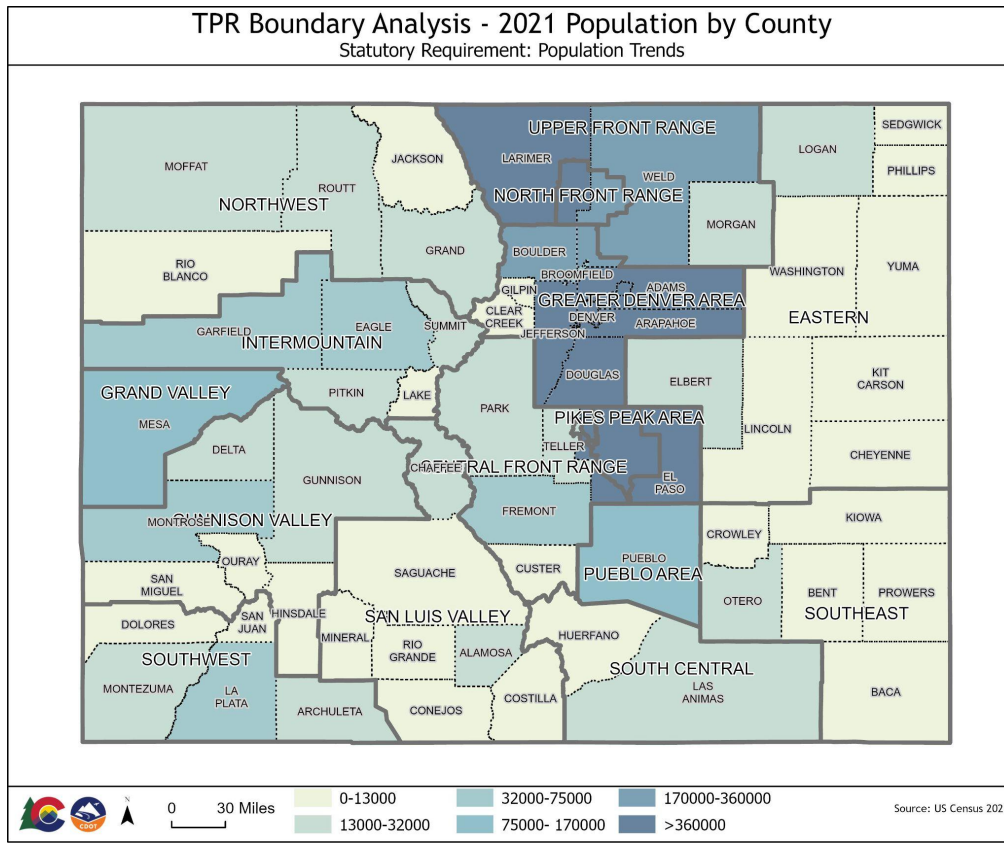 TPR Boundary Analysis - 2021 Population by County
Statutory Requirement: Population Trends
SEDGWICK
UPPER FRONT RANGE
LOGAN
JACKSON
LARIMER
MOFFAT
PHILLIPS
WELD
ROUTT
NORTH FRONT RANGE
NORTHWEST
MORGAN
GRAND
BOULDER
RIO
BLANCO
WASHINGTON
YUMA
BROOMFIELD
GILPIN
ADAMS
GREATER DENVER AREA
CLEAR
CREEK
DENVER
EASTERN
SUMMIT
EAGLE
ARAPAHOE
GARFIELD
JEFFERSON
INTERMOUNTAIN
KIT
CARSON
DOUGLAS
ELBERT
PITKIN
GRAND VALLEY
LAKE
PARK
PIKES PEAK AREA
MESA
LINCOLN
TELLER
DELTA
CHEYENNE
CHAFFEE
CENTRAL FRONT RANGE
GUNNISON
EL
PASO
FREMONT
KIOWA
MONTROSE
GUNNISON VALLEY
CROWLEY
PUEBLO
OURAY
CUSTER
SAGUACHE
PUEBLO AREA
SAN
MIGUEL
BENT
PROWERS
OTERO
SOUTHEAST
SAN
JUAN
HINSDALE
SAN LUIS VALLEY
DOLORES
MINERAL
HUERFANO
RIO
GRANDE
ALAMOSA
SOUTHWEST
SOUTH CENTRAL
MONTEZUMA
LA
PLATA
LAS
ANIMAS
BACA
COSTILLA
ARCHULETA
CONEJOS
CDOT
N
0 30 Miles
0-13000
13000-32000
32000-75000
75000- 170000
170000-360000
>360000
Source: US Census 202